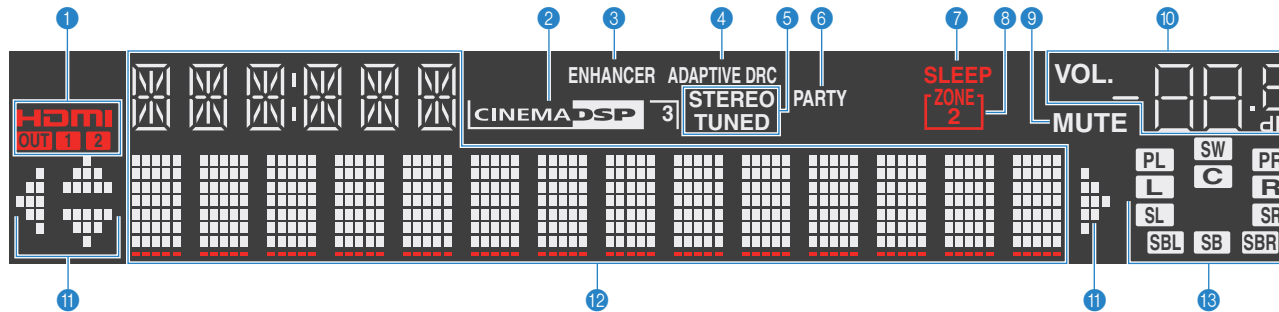 1 2 3 4 5 6 7 8 9 10
ENHANCER ADAPTIVE DRC SLEEP VOL.
HDMI CINEMA DSP 3 STEREO PARTY ZONE
OUT 1 2 TUNED 2 MUTE
SW
PL C PR
L R
SL SR
SBL SB SBR
11 12 11 13